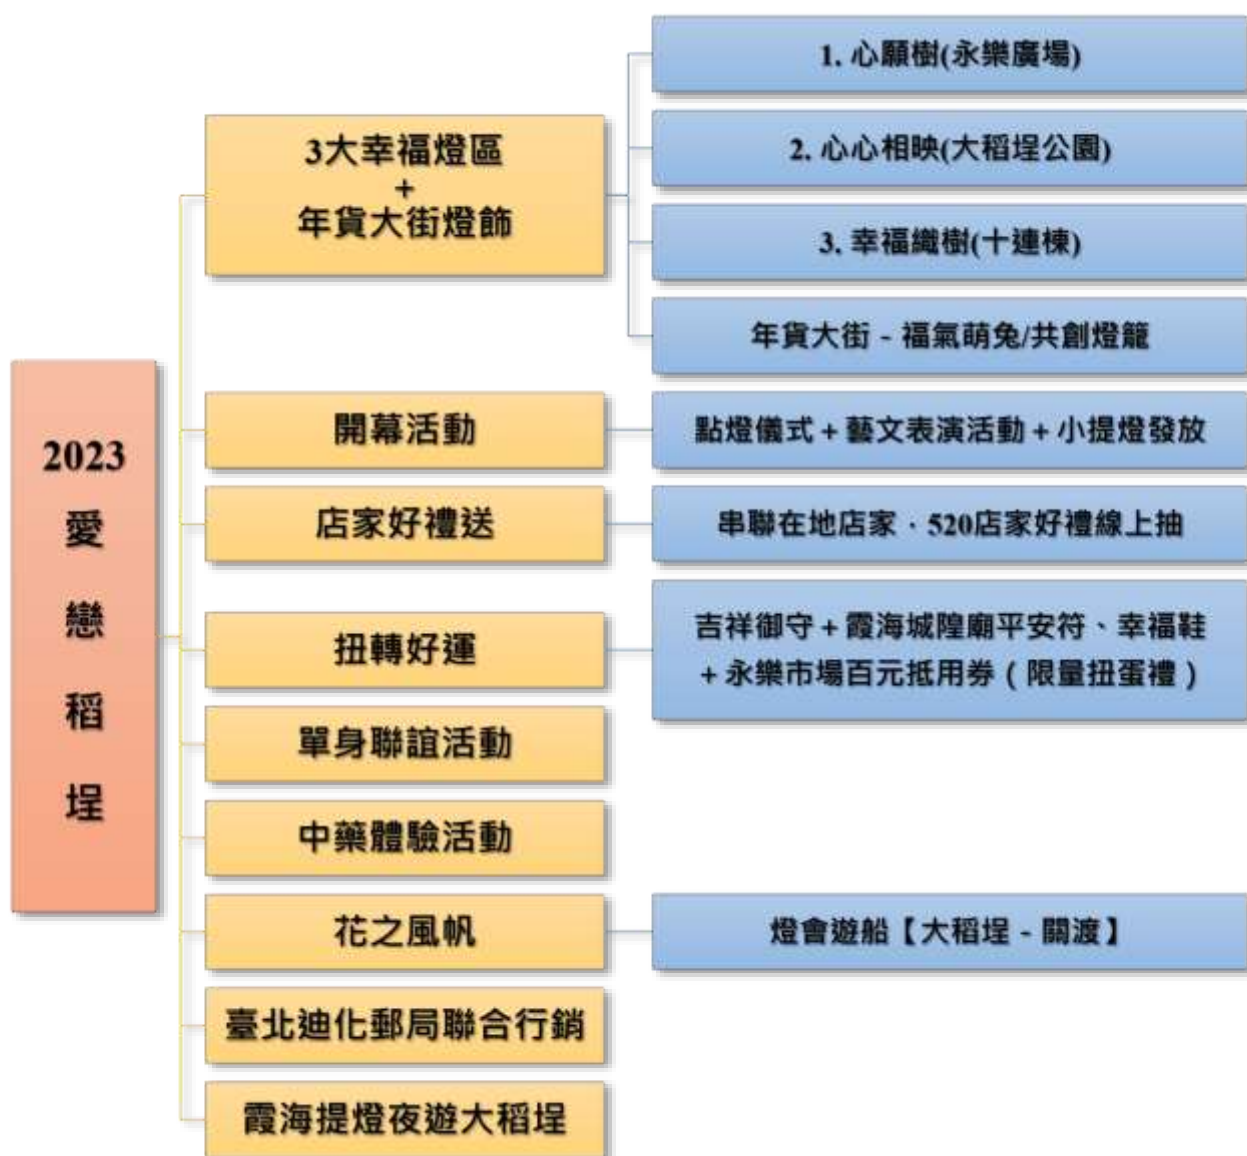 2023
愛
戀
稻
埕
3大幸福燈區
+
年貨大街燈飾
1. 心願樹(永樂廣場)
2. 心心相映(大稻埕公園)
3. 幸福織樹(十連棟)
年貨大街 - 福氣萌兔/共創燈籠
開幕活動
點燈儀式 + 藝文表演活動 + 小提燈發放
店家好禮送
串聯在地店家．520店家好禮線上抽
扭轉好運
吉祥御守 + 霞海城隍廟平安符、幸福鞋
+ 永樂市場百元抵用券 ( 限量扭蛋禮 )
單身聯誼活動
中藥體驗活動
花之風帆
燈會遊船【大稻埕 - 關渡】
臺北迪化郵局聯合行銷
霞海提燈夜遊大稻埕